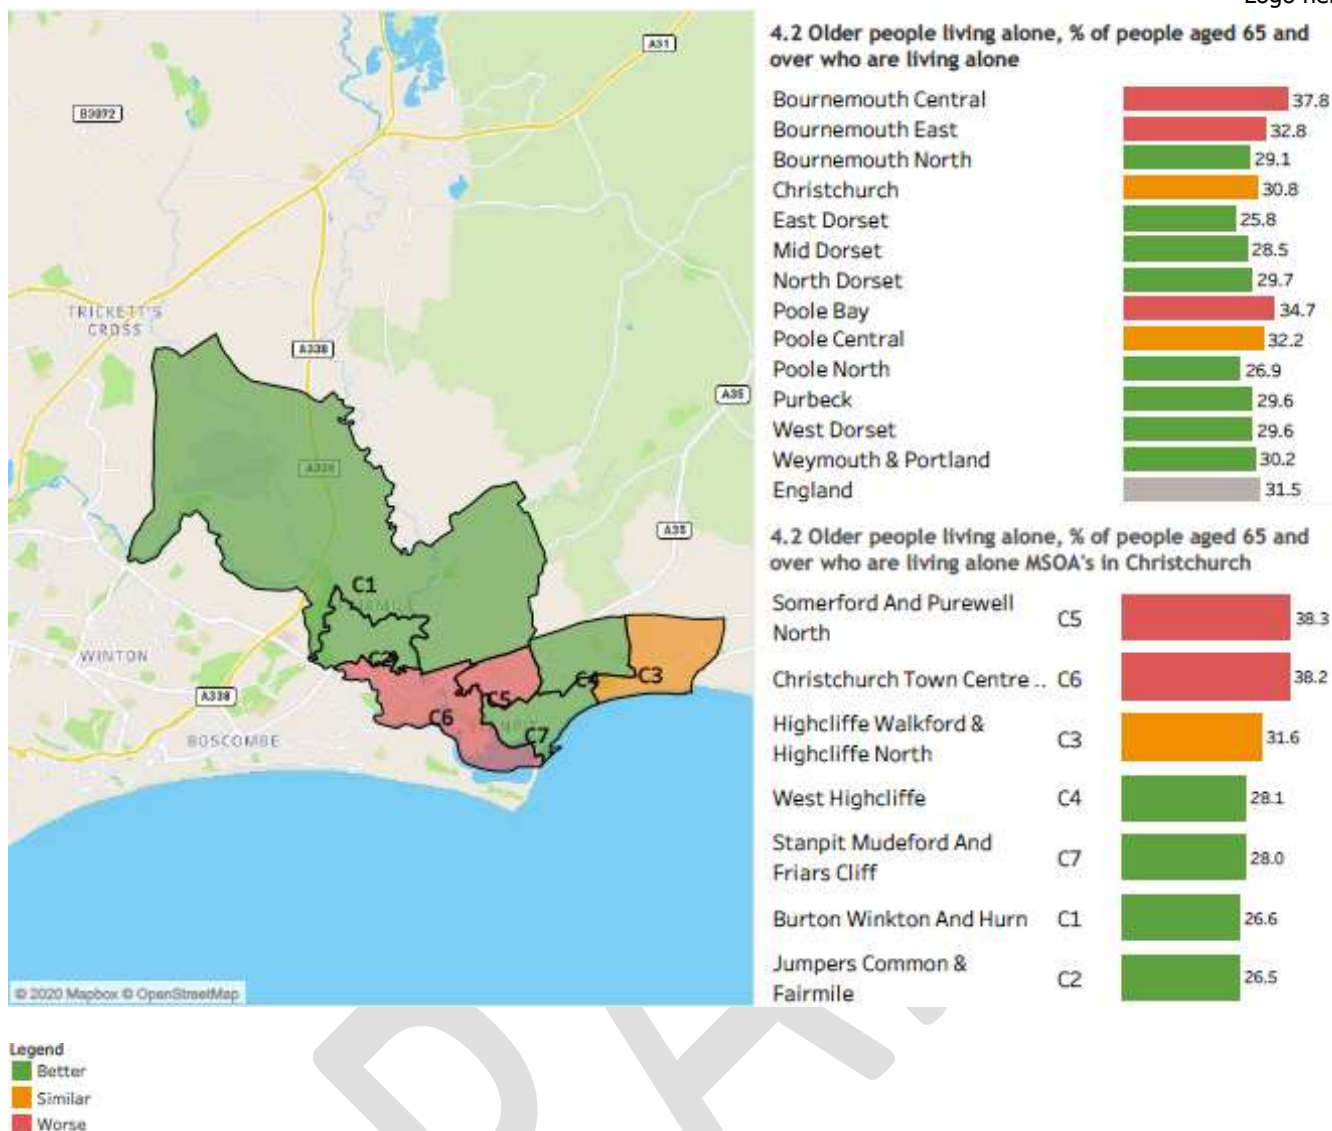 4.2 Older people living alone, % of people aged 65 and
over who are living alone
Bournemouth Central 37.8
Bournemouth East 32.8
Bournemouth North 29.1
Christchurch 30.8
East Dorset 25.8
Mid Dorset 28.5
North Dorset 29.7
Poole Bay 34.7
Poole Central 32.2
Poole North 26.9
Purbeck 29.6
West Dorset 29.6
Weymouth & Portland 30.2
England 31.5
4.2 Older people living alone, % of people aged 65 and
over who are living alone MSOA's in Christchurch
Somerford And Purewell
North C5 38.3
Christchurch Town Centre .. C6 38.2
Highcliffe Walkford &
Highcliffe North C3 31.6
West Highcliffe C4 28.1
Stanpit Mudeford And
Friars Cliff C7 28.0
Burton Winkton And Hurn C1 26.6
Jumpers Common &
Fairmile C2 26.5
A31
B3072
TRICKETT'S
CROSS
A338
A35
A338
A35
C1
WINTON
C2
C4
C3
C5
A338
C6
BOSCOMBE
C7
© 2020 Mapbox © OpenStreetMap
Legend
Better
Similar
Worse